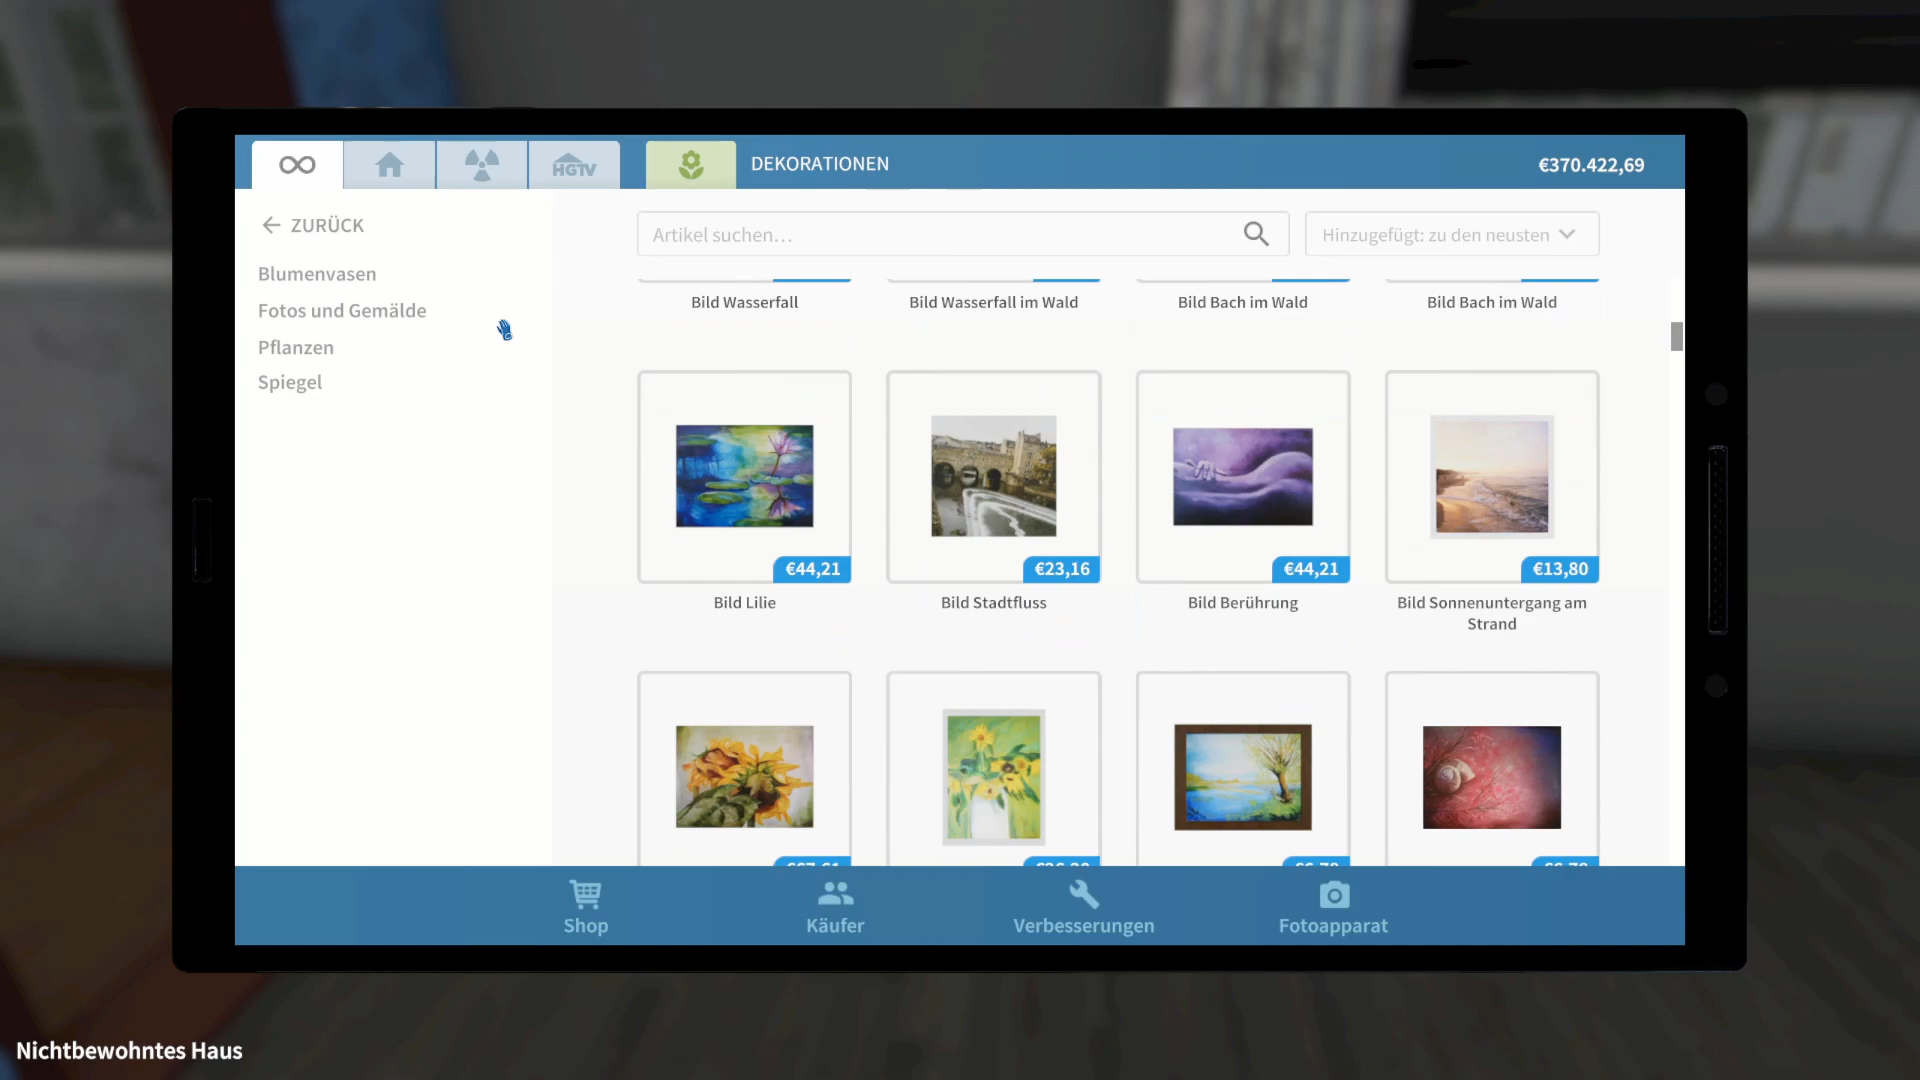 HGTV
DEKORATIONEN
€370.422,69
ZURÜCK
Artikel suchen...
Hinzugefügt: zu den neusten
Blumenvasen
Fotos und Gemälde
Pflanzen
Spiegel
Bild Wasserfall
Bild Wasserfall im Wald
Bild Bach im Wald
Bild Bach im Wald
€44,21
€23,16
€44,21
€13,80
Bild Lilie
Bild Stadtfluss
Bild Berührung
Bild Sonnenuntergang am
Strand
Shop
Käufer
Verbesserungen
Fotoapparat
Nichtbewohntes Haus